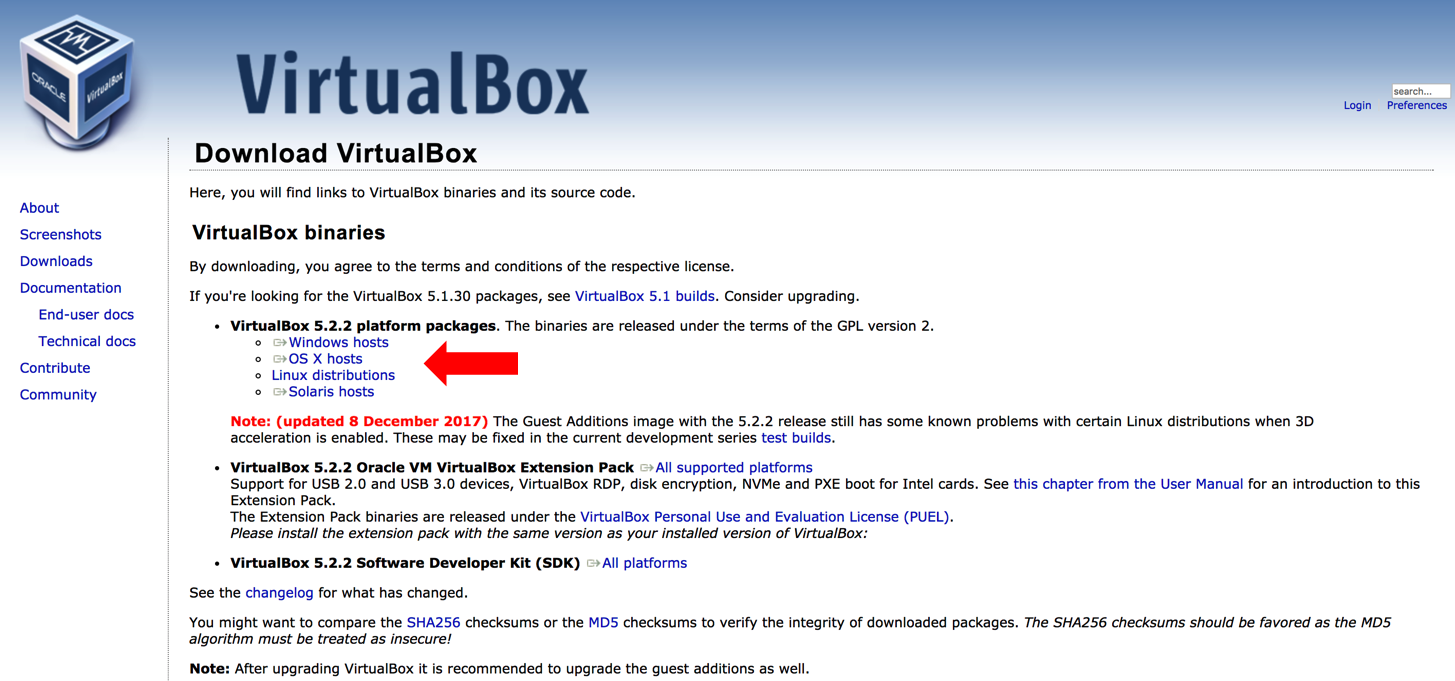 ORACLE
VirtualBox
VirtualBox
search...
Login Preferences
Download VirtualBox
Here, you will find links to VirtualBox binaries and its source code.
About
Screenshots
Downloads
Documentation
End-user docs
Technical docs
Contribute
Community
VirtualBox binaries
By downloading, you agree to the terms and conditions of the respective license.
If you're looking for the VirtualBox 5.1.30 packages, see VirtualBox 5.1 builds. Consider upgrading.
• VirtualBox 5.2.2 platform packages. The binaries are released under the terms of the GPL version 2.
Windows hosts
OS X hosts
Linux distributions
Solaris hosts
Note: (updated 8 December 2017) The Guest Additions image with the 5.2.2 release still has some known problems with certain Linux distributions when 3D
acceleration is enabled. These may be fixed in the current development series test builds.
• VirtualBox 5.2.2 Oracle VM VirtualBox Extension Pack All supported platforms
Support for USB 2.0 and USB 3.0 devices, VirtualBox RDP, disk encryption, NVMe and PXE boot for Intel cards. See this chapter from the User Manual for an introduction to this
Extension Pack.
The Extension Pack binaries are released under the VirtualBox Personal Use and Evaluation License (PUEL).
Please install the extension pack with the same version as your installed version of VirtualBox:
• VirtualBox 5.2.2 Software Developer Kit (SDK) All platforms
See the changelog for what has changed.
You might want to compare the SHA256 checksums or the MD5 checksums to verify the integrity of downloaded packages. The SHA256 checksums should be favored as the MD5
algorithm must be treated as insecure!
Note: After upgrading VirtualBox it is recommended to upgrade the guest additions as well.